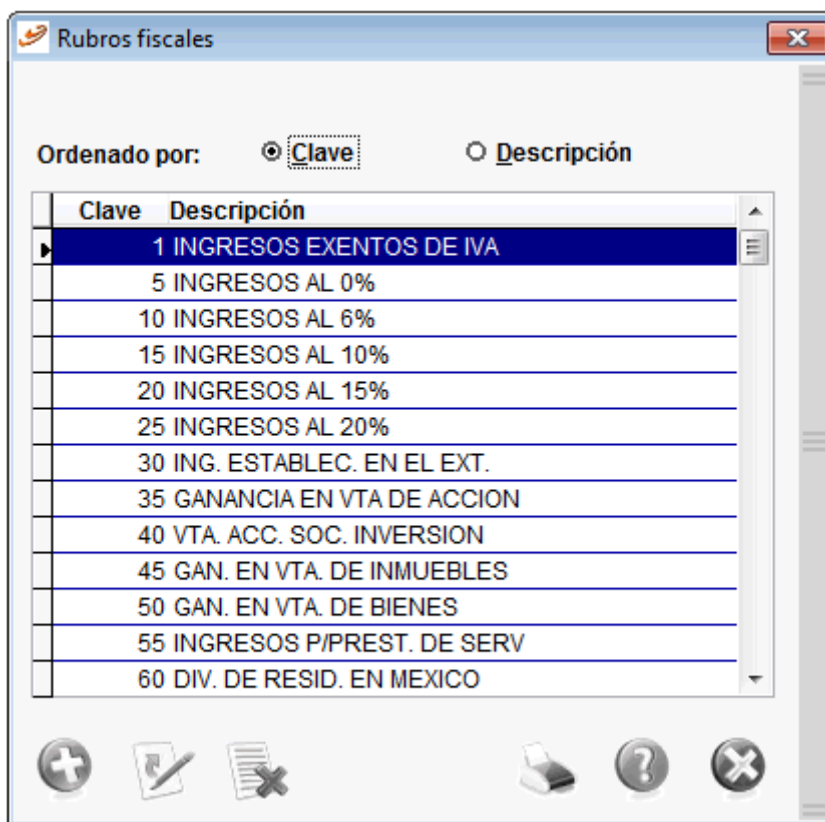 Rubros fiscales
Ordenado por: Clave Descripción
Clave Descripción
1 INGRESOS EXENTOS DE IVA
5 INGRESOS AL 0%
10 INGRESOS AL 6%
15 INGRESOS AL 10%
20 INGRESOS AL 15%
25 INGRESOS AL 20%
30 ING. ESTABLEC. EN EL EXT.
35 GANANCIA EN VTA DE ACCION
40 VTA. ACC. SOC. INVERSION
45 GAN. EN VTA. DE INMUEBLES
50 GAN. EN VTA. DE BIENES
55 INGRESOS P/PREST. DE SERV
60 DIV. DE RESID. EN MEXICO